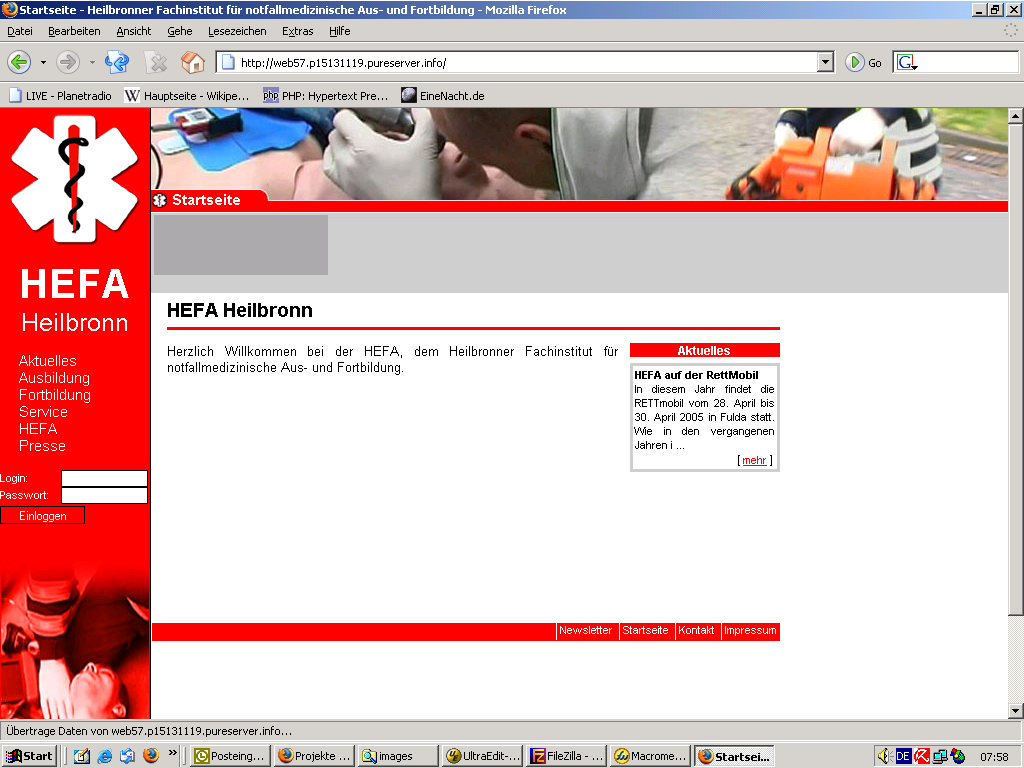 Startseite - Heilbronner Fachinstitut für notfallmedizinische Aus- und Fortbildung - Mozilla Firefox
Datei Bearbeiten Ansicht Gehe Lesezeichen Extras Hilfe
http://web57.p15131119.pureserver.info/
Go
G
LIVE - Planetradio
W Hauptseite - Wikipe...
php PHP: Hypertext Pre...
EineNacht.de
Startseite
HEFA
Heilbronn
Aktuelles
Ausbildung
Fortbildung
Service
HEFA
Presse
Login:
Passwort:
Einloggen
HEFA Heilbronn
Herzlich Willkommen bei der HEFA, dem Heilbronner Fachinstitut für
notfallmedizinische Aus- und Fortbildung.
Aktuelles
HEFA auf der RettMobil
In diesem Jahr findet die
RETTmobil vom 28. April bis
30. April 2005 in Fulda statt.
Wie in den vergangenen
Jahren i ...
[ mehr ]
Newsletter Startseite Kontakt Impressum
Übertrage Daten von web57.p15131119.pureserver.info...
Start » Posteing... Projekte ... images UltraEdit-... FileZilla - ... Macrome... Startsei... DE 07:58